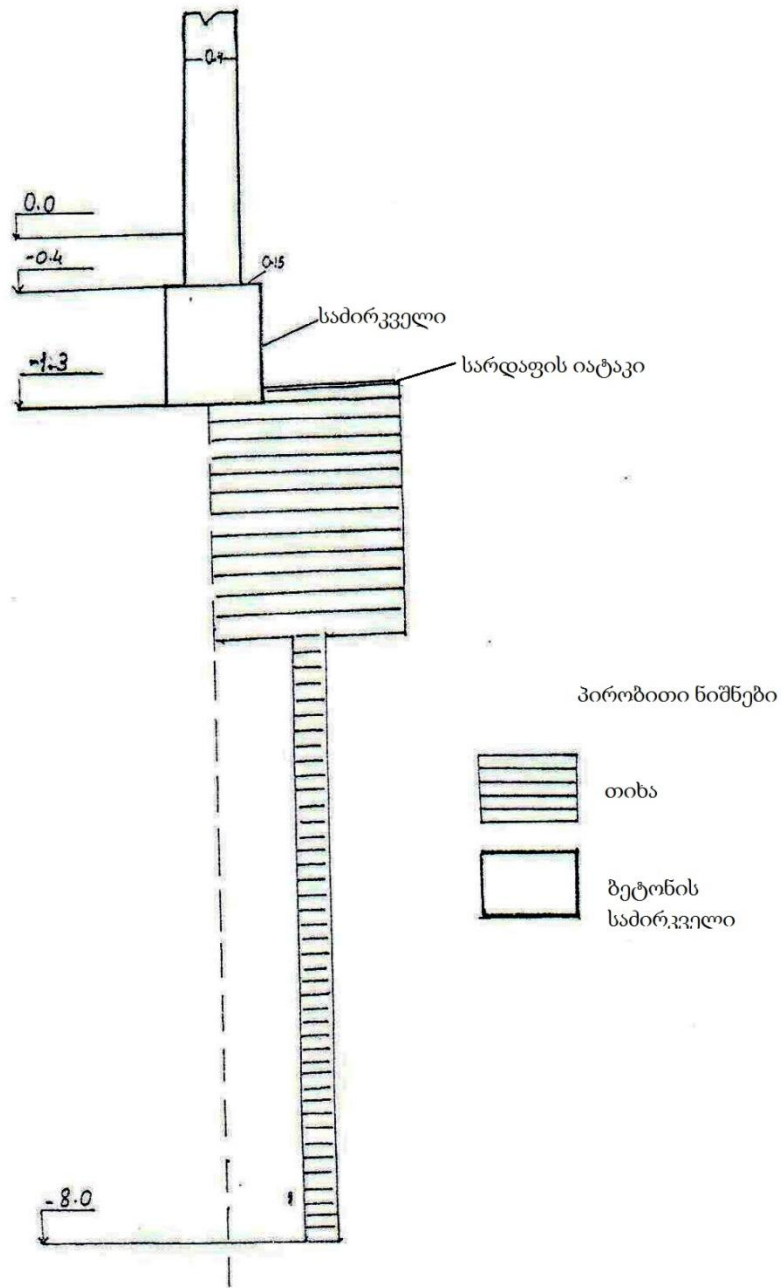 0.4
0.0
-0.4
0.15
საძირკველი
-1.3
სარდაფის იატაკი
პირობითი ნიშნები
თიხა
ბეტონის
საძირკველი
-8.0